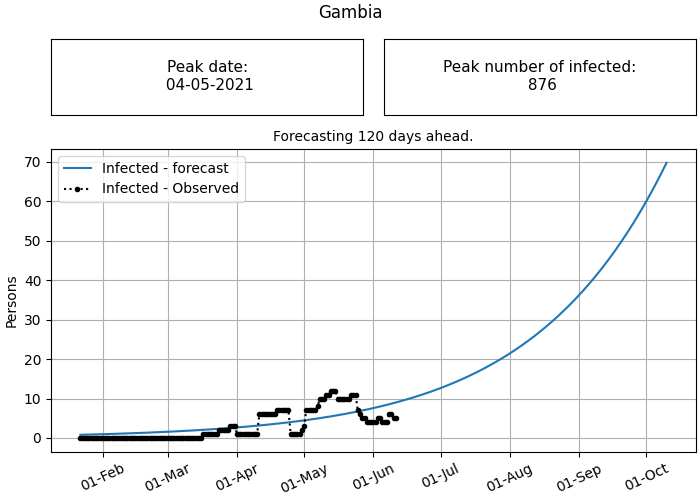 Gambia
Peak date:
04-05-2021
Peak number of infected:
876
Forecasting 120 days ahead.
Infected - forecast
Infected - Observed
Persons
70
60
50
40
30
20
10
0
01-Feb
01-Mar
01-Apr
01-May
01-Jun
01-Jul
01-Aug
01-Sep
01-Oct